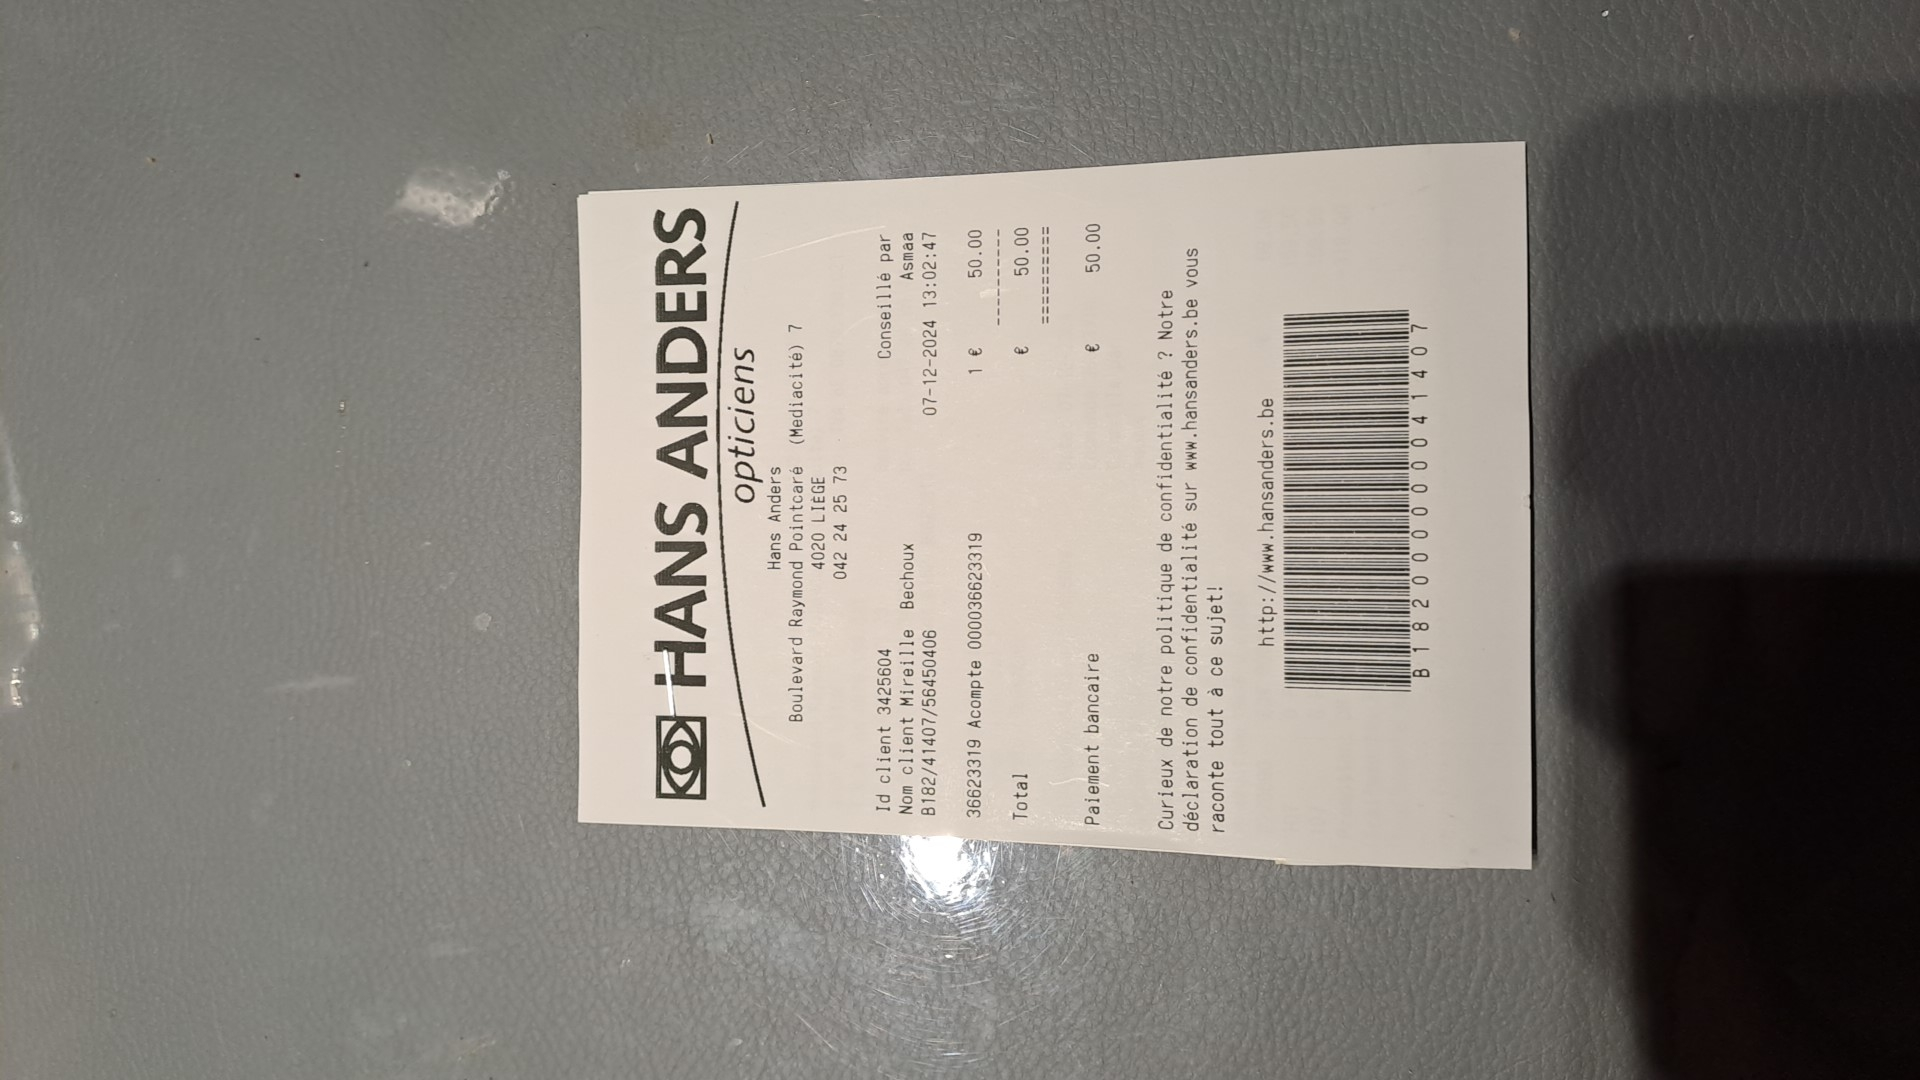 HANS ANDERS
opticiens
Hans Anders
Boulevard Raymond Pointcaré (Mediacité) 7
4020 LIEGE
042 24 25 73
Id client 3425604 Conseillé par
Nom client Mireille Bechoux Asmaa
B182/41407/56450406 07-12-2024 13:02:47
36623319 Acompte 000036623319 1 € 50.00
----------
Total € 50.00
==========
Paiement bancaire € 50.00
Curieux de notre politique de confidentialité ? Notre
déclaration de confidentialité sur www.hansanders.be vous
raconte tout à ce sujet!
http://www.hansanders.be
B182000000041407